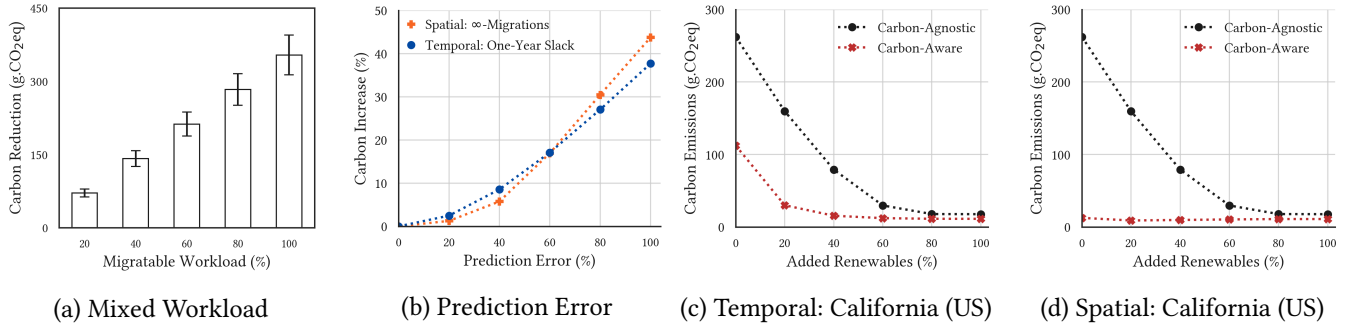 Carbon Reduction (g.CO2eq)
450
300
150
0
20 40 60 80 100
Migratable Workload (%)
(a) Mixed Workload
Carbon Increase (%)
50
40
30
20
10
0
Spatial: ∞-Migrations
Temporal: One-Year Slack
0 20 40 60 80 100
Prediction Error (%)
(b) Prediction Error
Carbon Emissions (g.CO2eq)
300
200
100
0
Carbon-Agnostic
Carbon-Aware
0 20 40 60 80 100
Added Renewables (%)
(c) Temporal: California (US)
Carbon Emissions (g.CO2eq)
300
200
100
0
Carbon-Agnostic
Carbon-Aware
0 20 40 60 80 100
Added Renewables (%)
(d) Spatial: California (US)